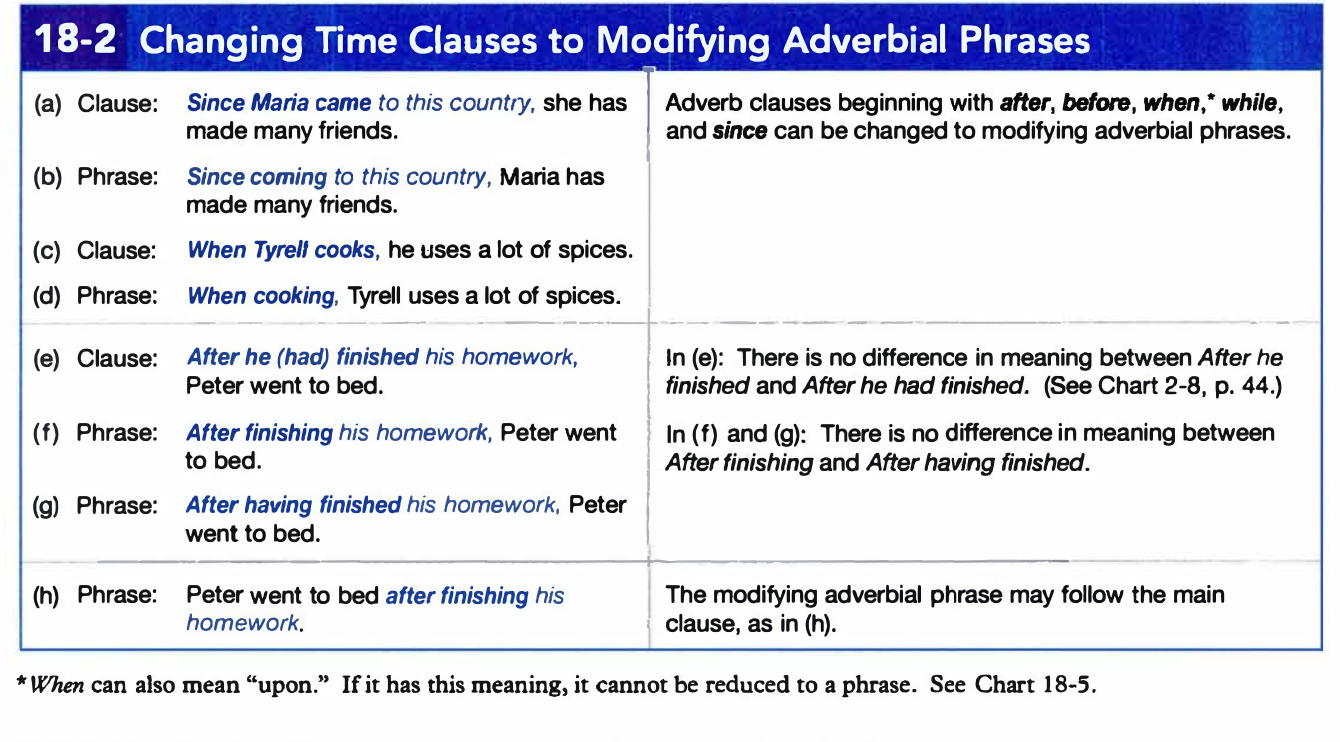 18-2 Changing Time Clauses to Modifying Adverbial Phrases
(a) Clause: Since Maria came to this country, she has
made many friends.
(b) Phrase: Since coming to this country, Maria has
made many friends.
(c) Clause: When Tyrell cooks, he uses a lot of spices.
(d) Phrase: When cooking, Tyrell uses a lot of spices.
Adverb clauses beginning with after, before, when,* while,
and since can be changed to modifying adverbial phrases.
(e) Clause: After he (had) finished his homework,
Peter went to bed.
(f) Phrase: After finishing his homework, Peter went
to bed.
(g) Phrase: After having finished his homework, Peter
went to bed.
In (e): There is no difference in meaning between After he
finished and After he had finished. (See Chart 2-8, p. 44.)
In (f) and (g): There is no difference in meaning between
After finishing and After having finished.
(h) Phrase: Peter went to bed after finishing his
homework.
The modifying adverbial phrase may follow the main
clause, as in (h).
*When can also mean “upon.” If it has this meaning, it cannot be reduced to a phrase. See Chart 18-5.